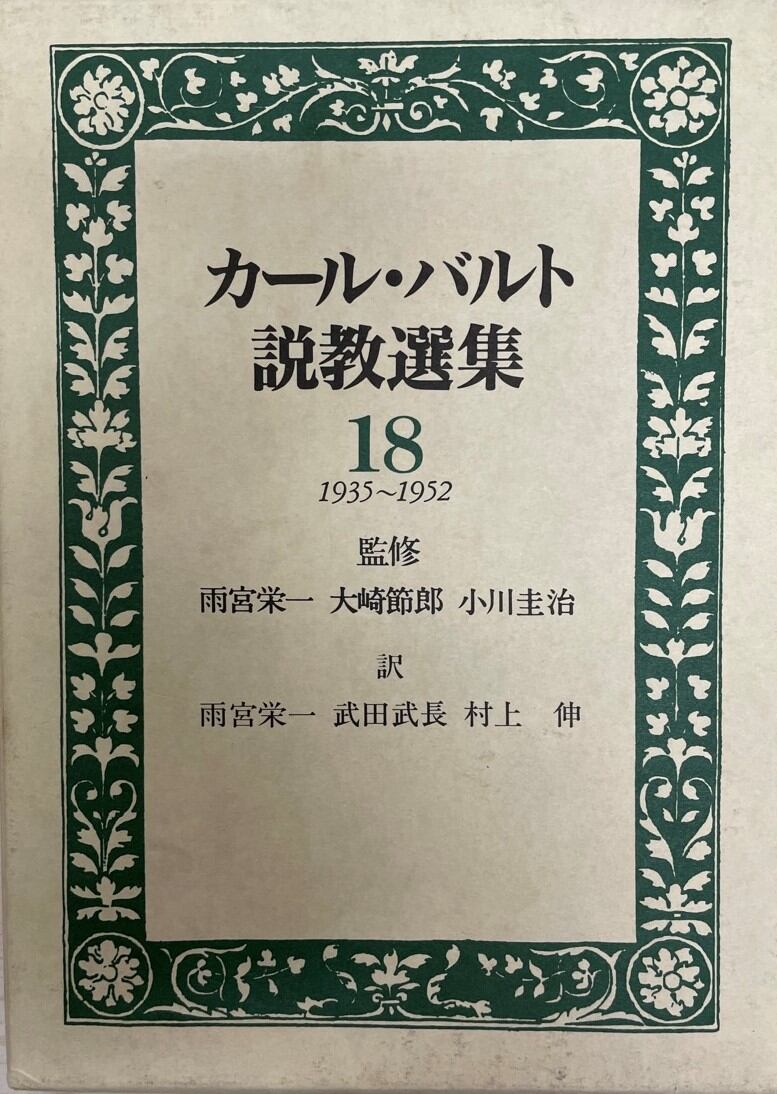 カール・バルト
説教選集
18
1935~1952
監修
雨宮栄一 大崎節郎 小川圭治
訳
雨宮栄一 武田武長 村上 伸